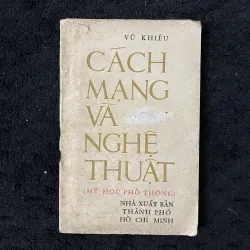 VŨ KHIÊU
CÁCH
MẠNG
VÀ
NGHỆ
THUẬT
(MỸ HỌC PHỔ THÔNG)
NHÀ XUẤT BẢN
THÀNH PHỐ
HỒ CHÍ MINH